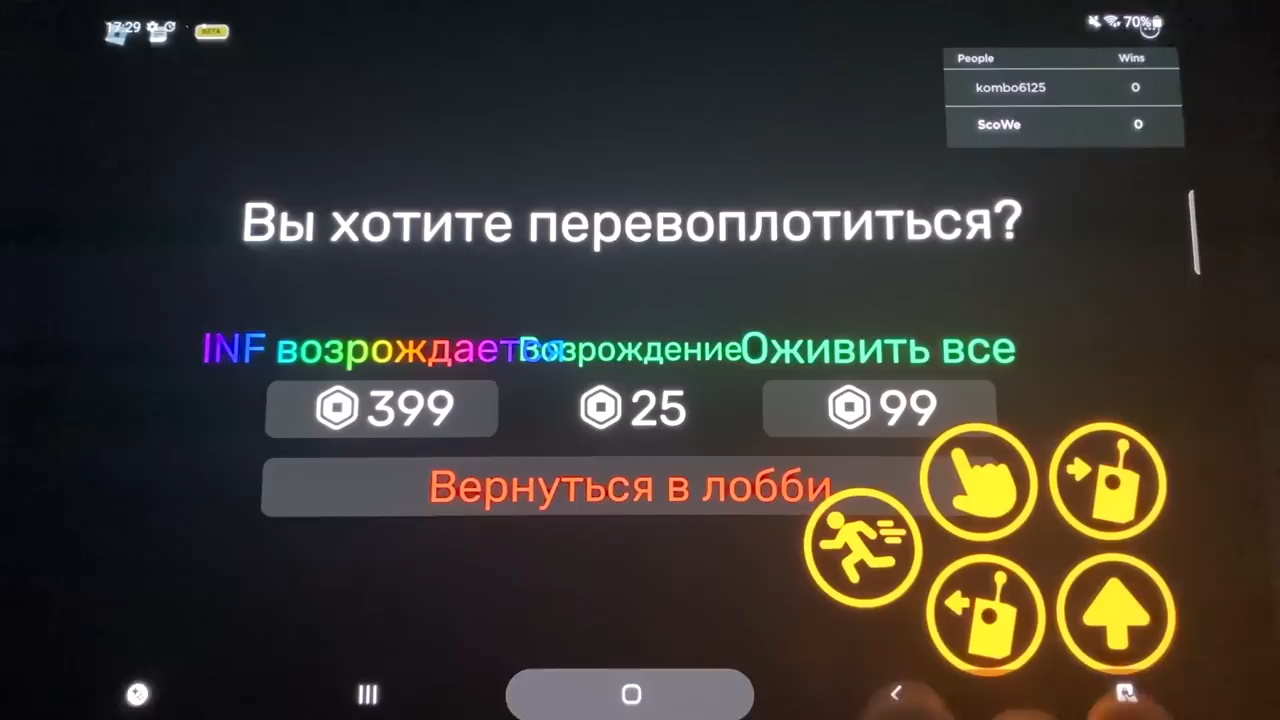 17:29
BETA
70%
People Wins
kombo6125 0
ScoWe 0
Вы хотите перевоплотиться?
INF возрождается Возрождение Оживить все
399 25 99
Вернуться в лобби